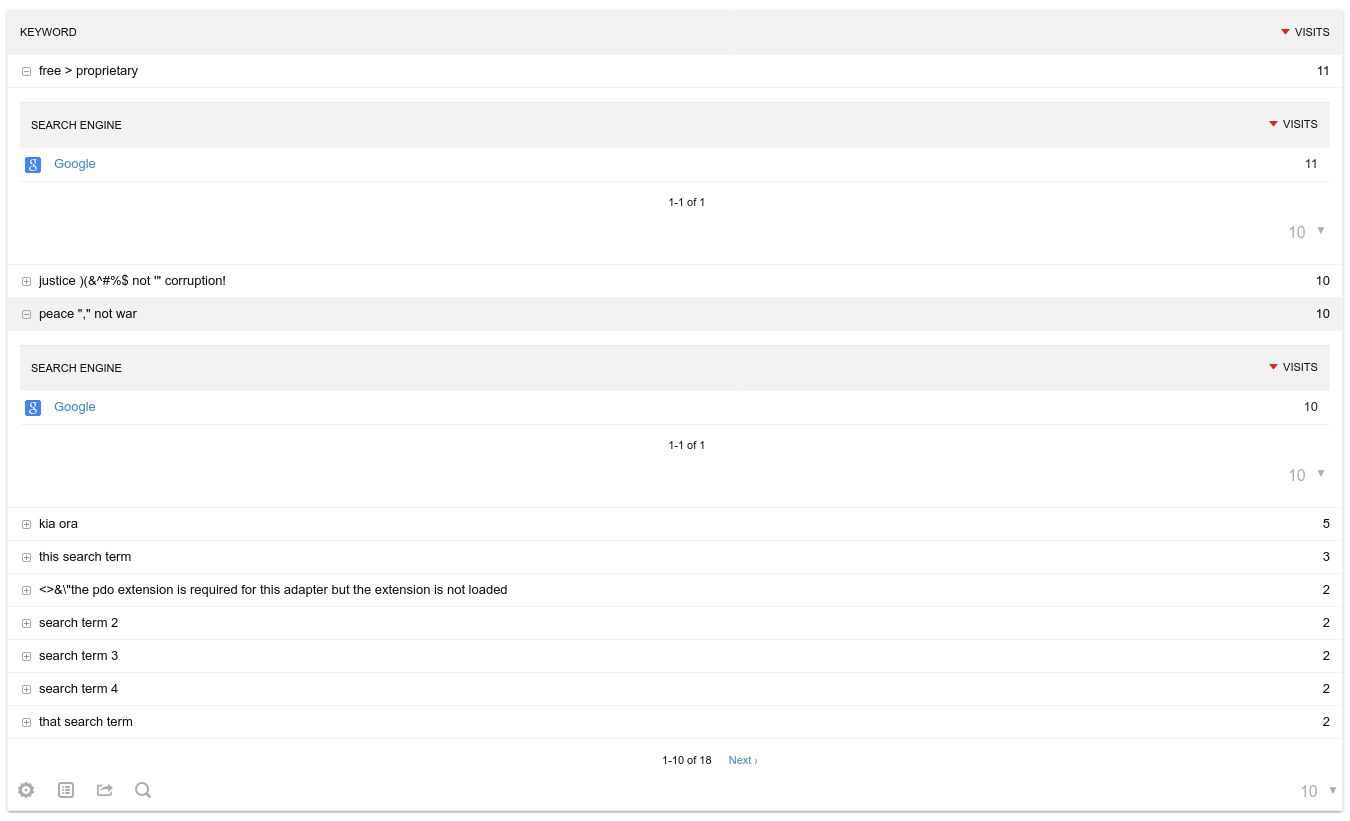 KEYWORD VISITS
free > proprietary 11
SEARCH ENGINE VISITS
Google 11
1-1 of 1
10
justice )(&^#%$ not '" corruption! 10
peace "," not war 10
SEARCH ENGINE VISITS
Google 10
1-1 of 1
10
kia ora 5
this search term 3
<>&\"the pdo extension is required for this adapter but the extension is not loaded 2
search term 2 2
search term 3 2
search term 4 2
that search term 2
1-10 of 18 Next ›
10